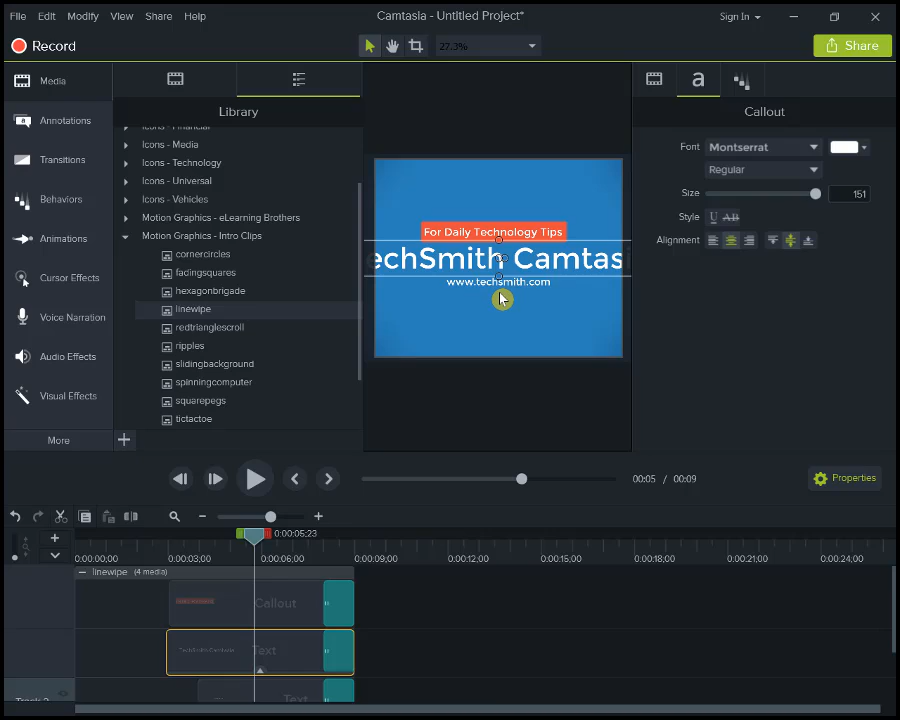 File Edit Modify View Share Help Camtasia - Untitled Project* Sign In
Record 27.3% Share
Media
Annotations
Transitions
Behaviors
Animations
Cursor Effects
Voice Narration
Audio Effects
Visual Effects
More
Library
Icons - Financial
Icons - Media
Icons - Technology
Icons - Universal
Icons - Vehicles
Motion Graphics - eLearning Brothers
Motion Graphics - Intro Clips
cornercircles
fadingsquares
hexagonbrigade
linewipe
redtrianglescroll
ripples
slidingbackground
spinningcomputer
squarepegs
tictactoe
For Daily Technology Tips
echSmith Camtas
www.techsmith.com
a
Callout
Font Montserrat
Regular
Size 151
Style U AB
Alignment
00:05 / 00:09 Properties
0:00:05;23
0:00:00;00 0:00:03;00 0:00:06;00 0:00:09;00 0:00:12;00 0:00:15;00 0:00:18;00 0:00:21;00 0:00:24;00
linewipe (4 media)
Callout
TechSmith Camtasia Text
Text